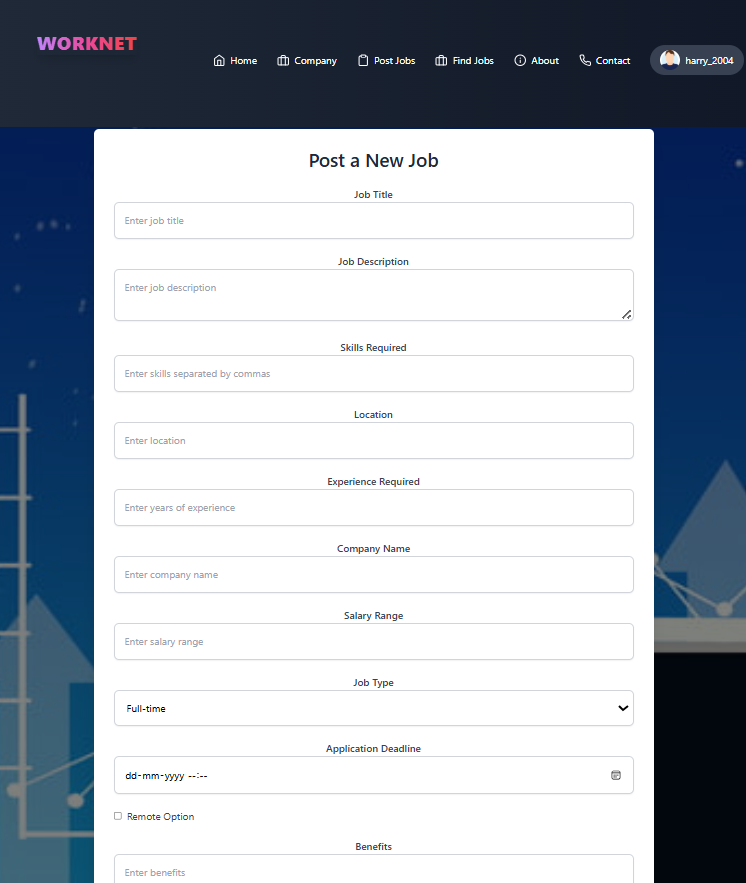 WORKNET
Home Company Post Jobs Find Jobs About Contact harry_2004
Post a New Job
Job Title
Enter job title
Job Description
Enter job description
Skills Required
Enter skills separated by commas
Location
Enter location
Experience Required
Enter years of experience
Company Name
Enter company name
Salary Range
Enter salary range
Job Type
Full-time
Application Deadline
dd-mm-yyyy --:--
Remote Option
Benefits
Enter benefits